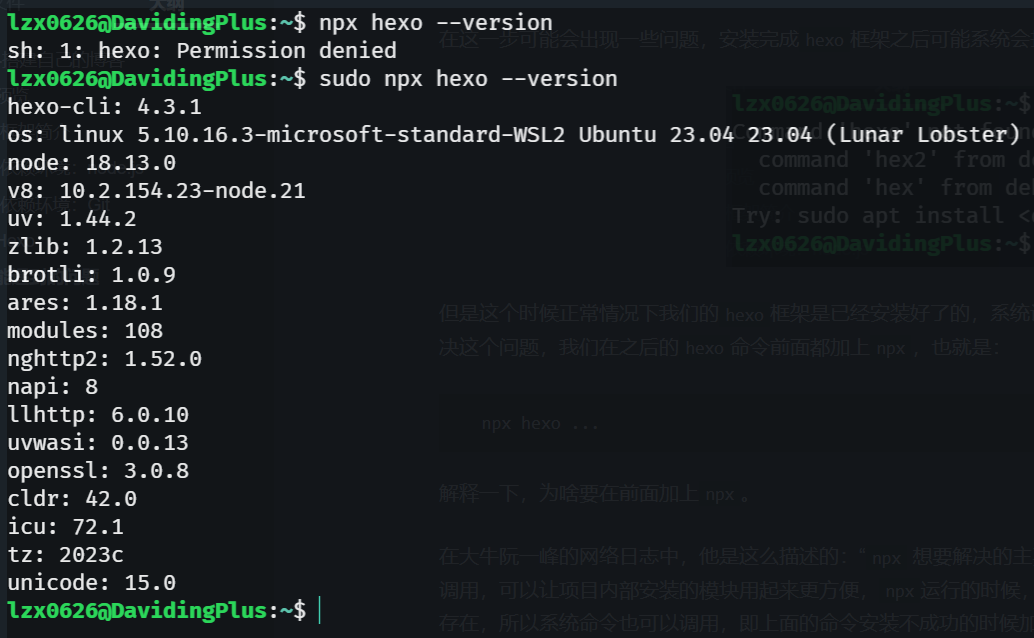 lzx0626@DavidingPlus:~$ npx hexo --version
sh: 1: hexo: Permission denied
lzx0626@DavidingPlus:~$ sudo npx hexo --version
hexo-cli: 4.3.1
os: linux 5.10.16.3-microsoft-standard-WSL2 Ubuntu 23.04 23.04 (Lunar Lobster)
node: 18.13.0
v8: 10.2.154.23-node.21
uv: 1.44.2
zlib: 1.2.13
brotli: 1.0.9
ares: 1.18.1
modules: 108
nghttp2: 1.52.0
napi: 8
llhttp: 6.0.10
uvwasi: 0.0.13
openssl: 3.0.8
cldr: 42.0
icu: 72.1
tz: 2023c
unicode: 15.0
lzx0626@DavidingPlus:~$
在这一步可能会出现一些问题，安装完成 hexo 框架之后可能系统会
lzx0626@DavidingPlus:~$
command 'hex2' from de
command 'hex' from de
Try: sudo apt install <
lzx0626@DavidingPlus:~$
但是这个时候正常情况下我们的 hexo 框架是已经安装好了的，系统
决这个问题，我们在之后的 hexo 命令前面都加上 npx ，也就是：
npx hexo ...
解释一下，为啥要在前面加上 npx 。
在大牛阮一峰的网络日志中，他是这么描述的：“ npx 想要解决的主
调用，可以让项目内部安装的模块用起来更方便， npx 运行的时候，
存在，所以系统命令也可以调用，即上面的命令安装不成功的时候